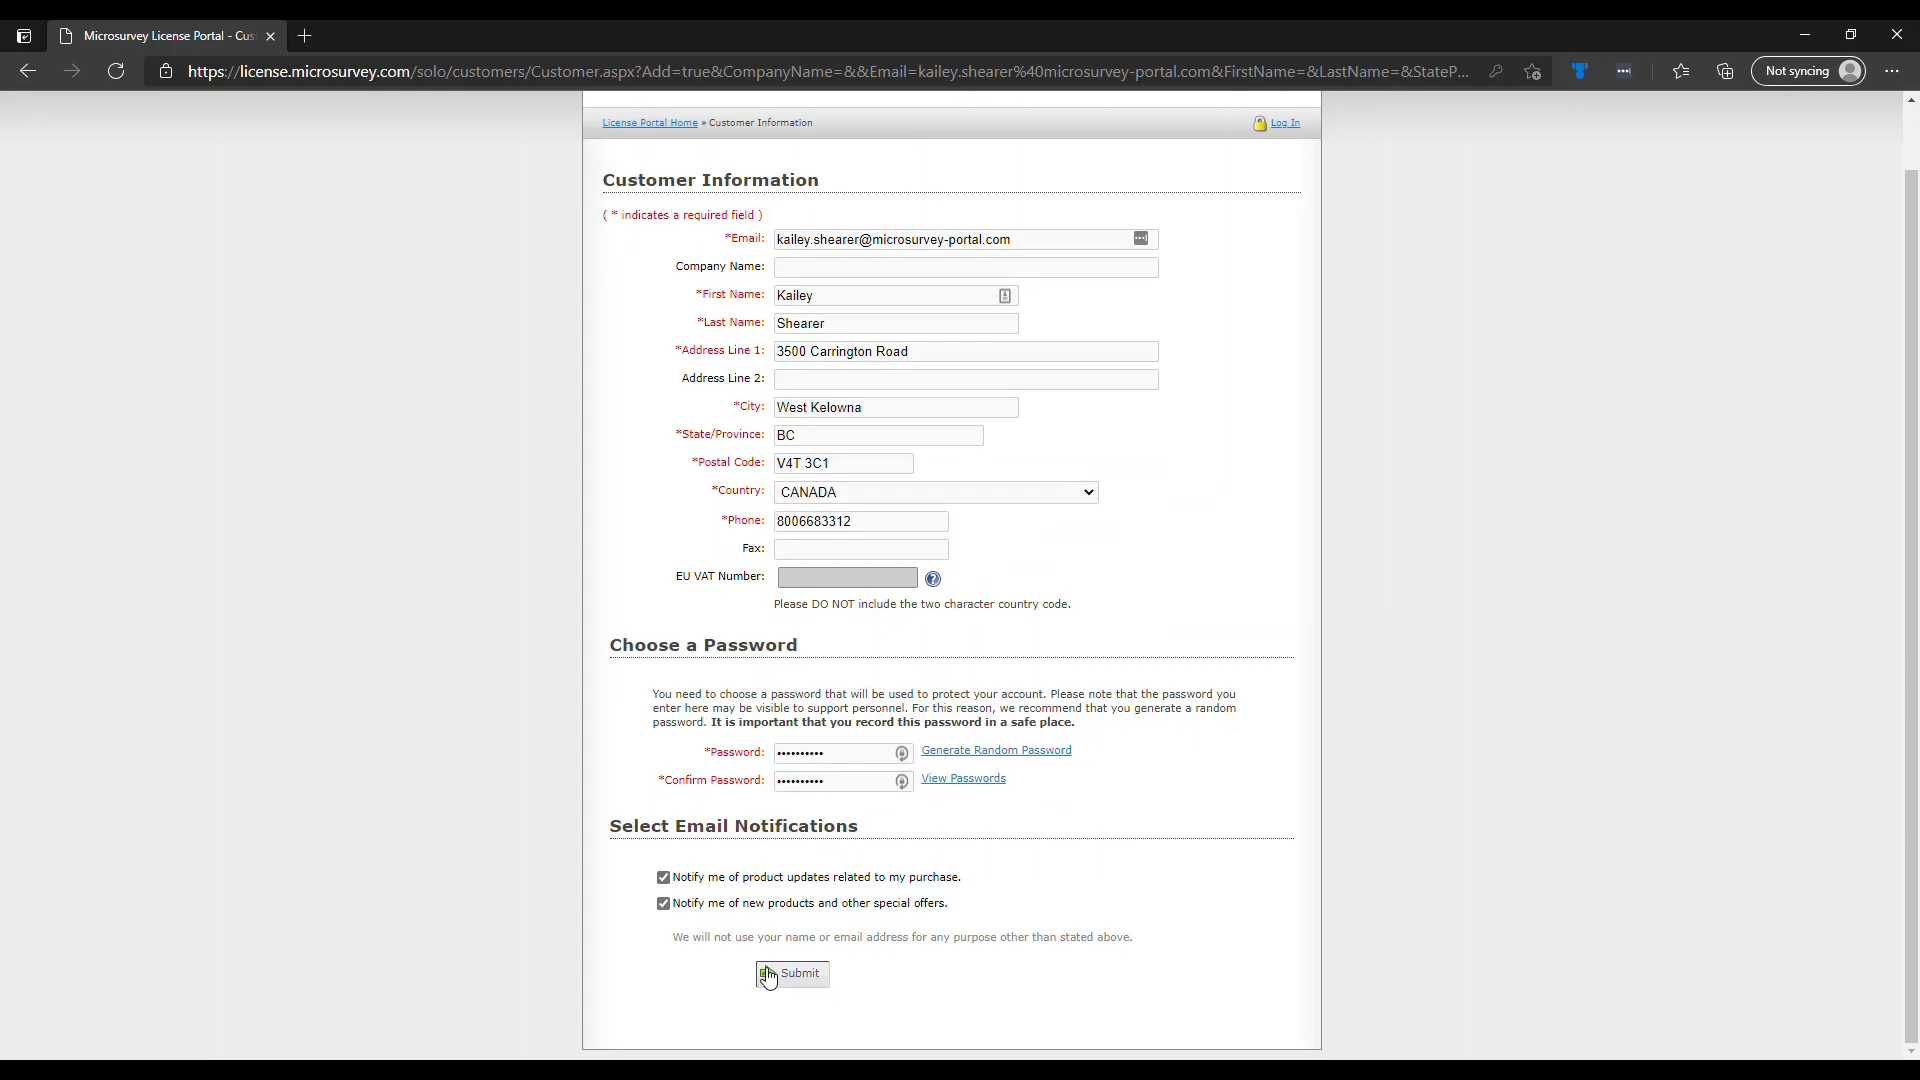 Microsurvey License Portal - Cus
https://license.microsurvey.com/solo/customers/Customer.aspx?Add=true&CompanyName=&&Email=kailey.shearer%40microsurvey-portal.com&FirstName=&LastName=&StateP...
Not syncing
License Portal Home » Customer Information
Log In
Customer Information
( * indicates a required field )
*Email: kailey.shearer@microsurvey-portal.com
Company Name:
*First Name: Kailey
*Last Name: Shearer
*Address Line 1: 3500 Carrington Road
Address Line 2:
*City: West Kelowna
*State/Province: BC
*Postal Code: V4T 3C1
*Country: CANADA
*Phone: 8006683312
Fax:
EU VAT Number:
Please DO NOT include the two character country code.
Choose a Password
You need to choose a password that will be used to protect your account. Please note that the password you
enter here may be visible to support personnel. For this reason, we recommend that you generate a random
password. It is important that you record this password in a safe place.
*Password: •••••••••• Generate Random Password
*Confirm Password: •••••••••• View Passwords
Select Email Notifications
Notify me of product updates related to my purchase.
Notify me of new products and other special offers.
We will not use your name or email address for any purpose other than stated above.
Submit